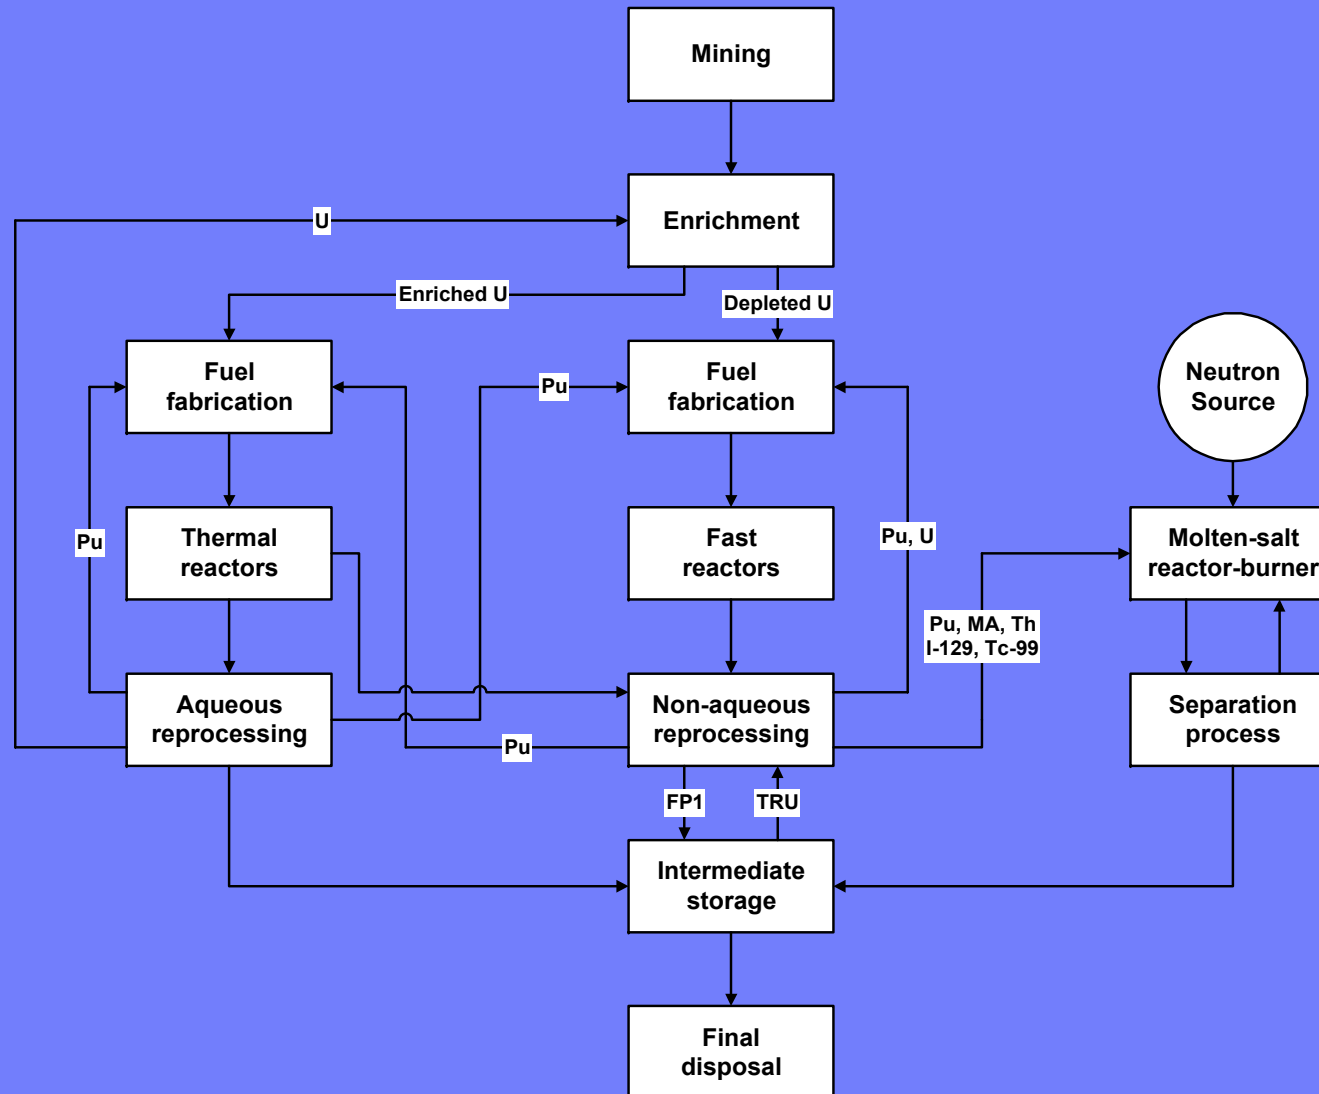 Mining
Enrichment
U
Enriched U
Depleted U
Fuel
fabrication
Pu
Fuel
fabrication
Neutron
Source
Pu
Thermal
reactors
Fast
reactors
Pu, U
Molten-salt
reactor-burner
Pu, MA, Th
I-129, Tc-99
Aqueous
reprocessing
Pu
Non-aqueous
reprocessing
Separation
process
FP1
TRU
Intermediate
storage
Final
disposal